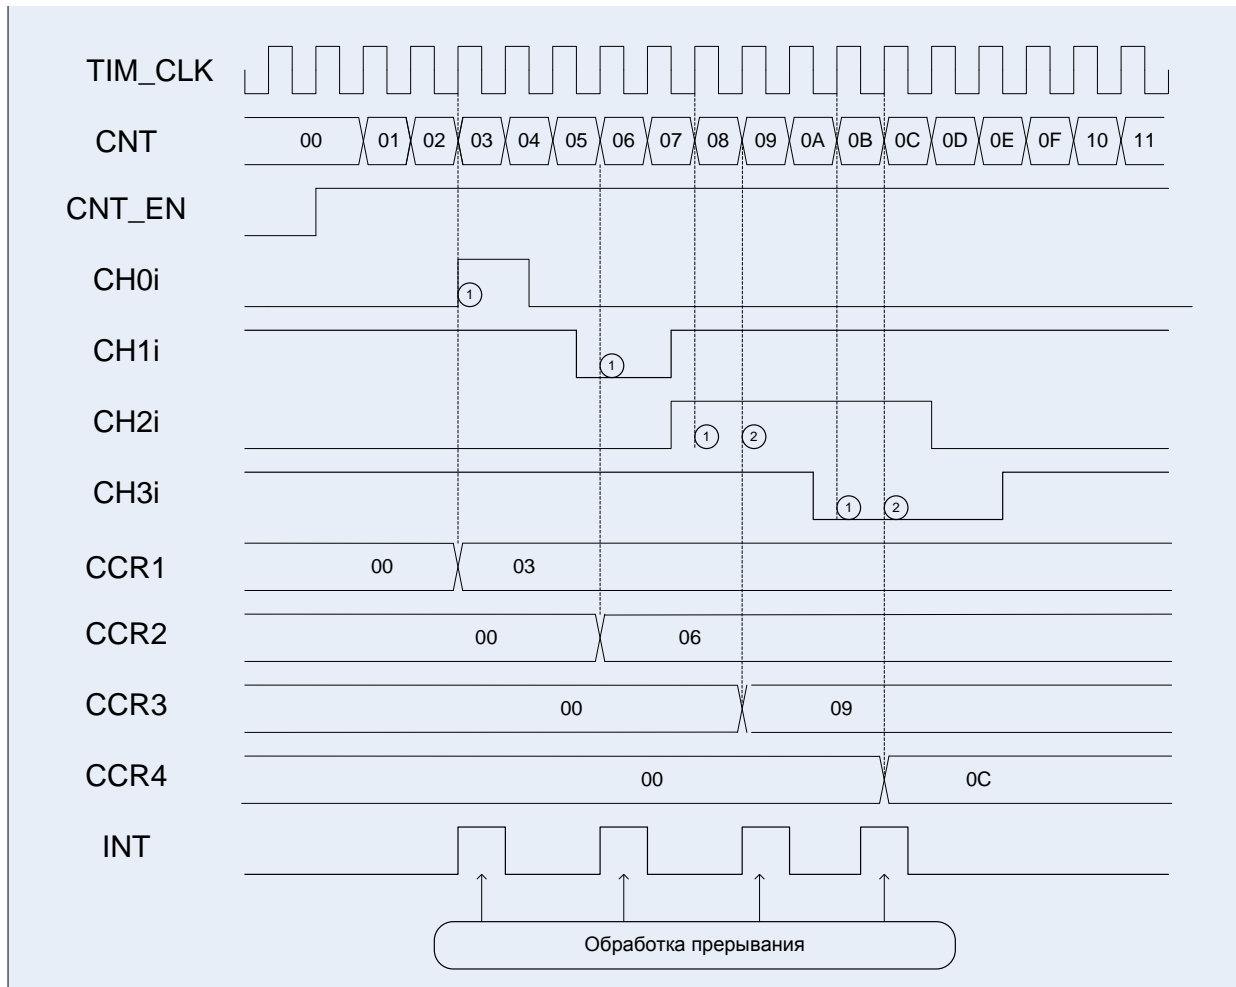 TIM_CLK
CNT 00 01 02 03 04 05 06 07 08 09 0A 0B 0C 0D 0E 0F 10 11
CNT_EN
CH0i 1
CH1i 1
CH2i 1 2
CH3i 1 2
CCR1 00 03
CCR2 00 06
CCR3 00 09
CCR4 00 0C
INT
Обработка прерывания